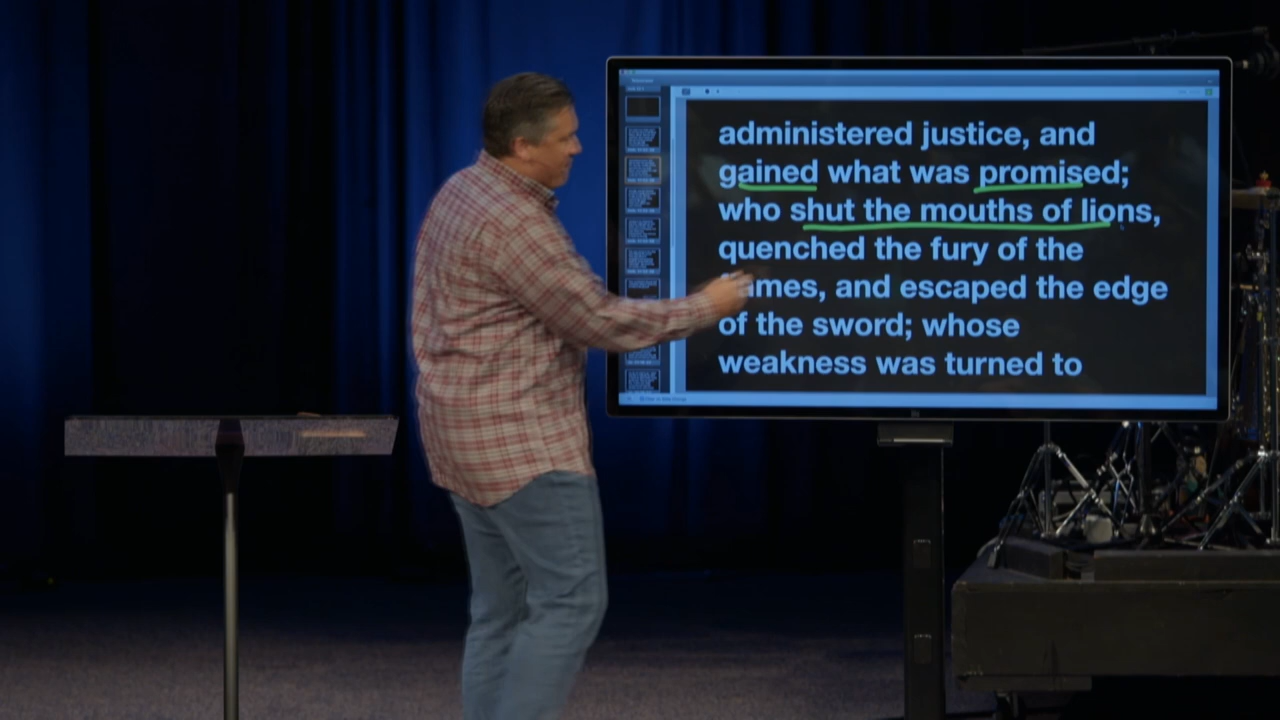 administered justice, and
gained what was promised;
who shut the mouths of lions,
quenched the fury of the
mes, and escaped the edge
of the sword; whose
weakness was turned to